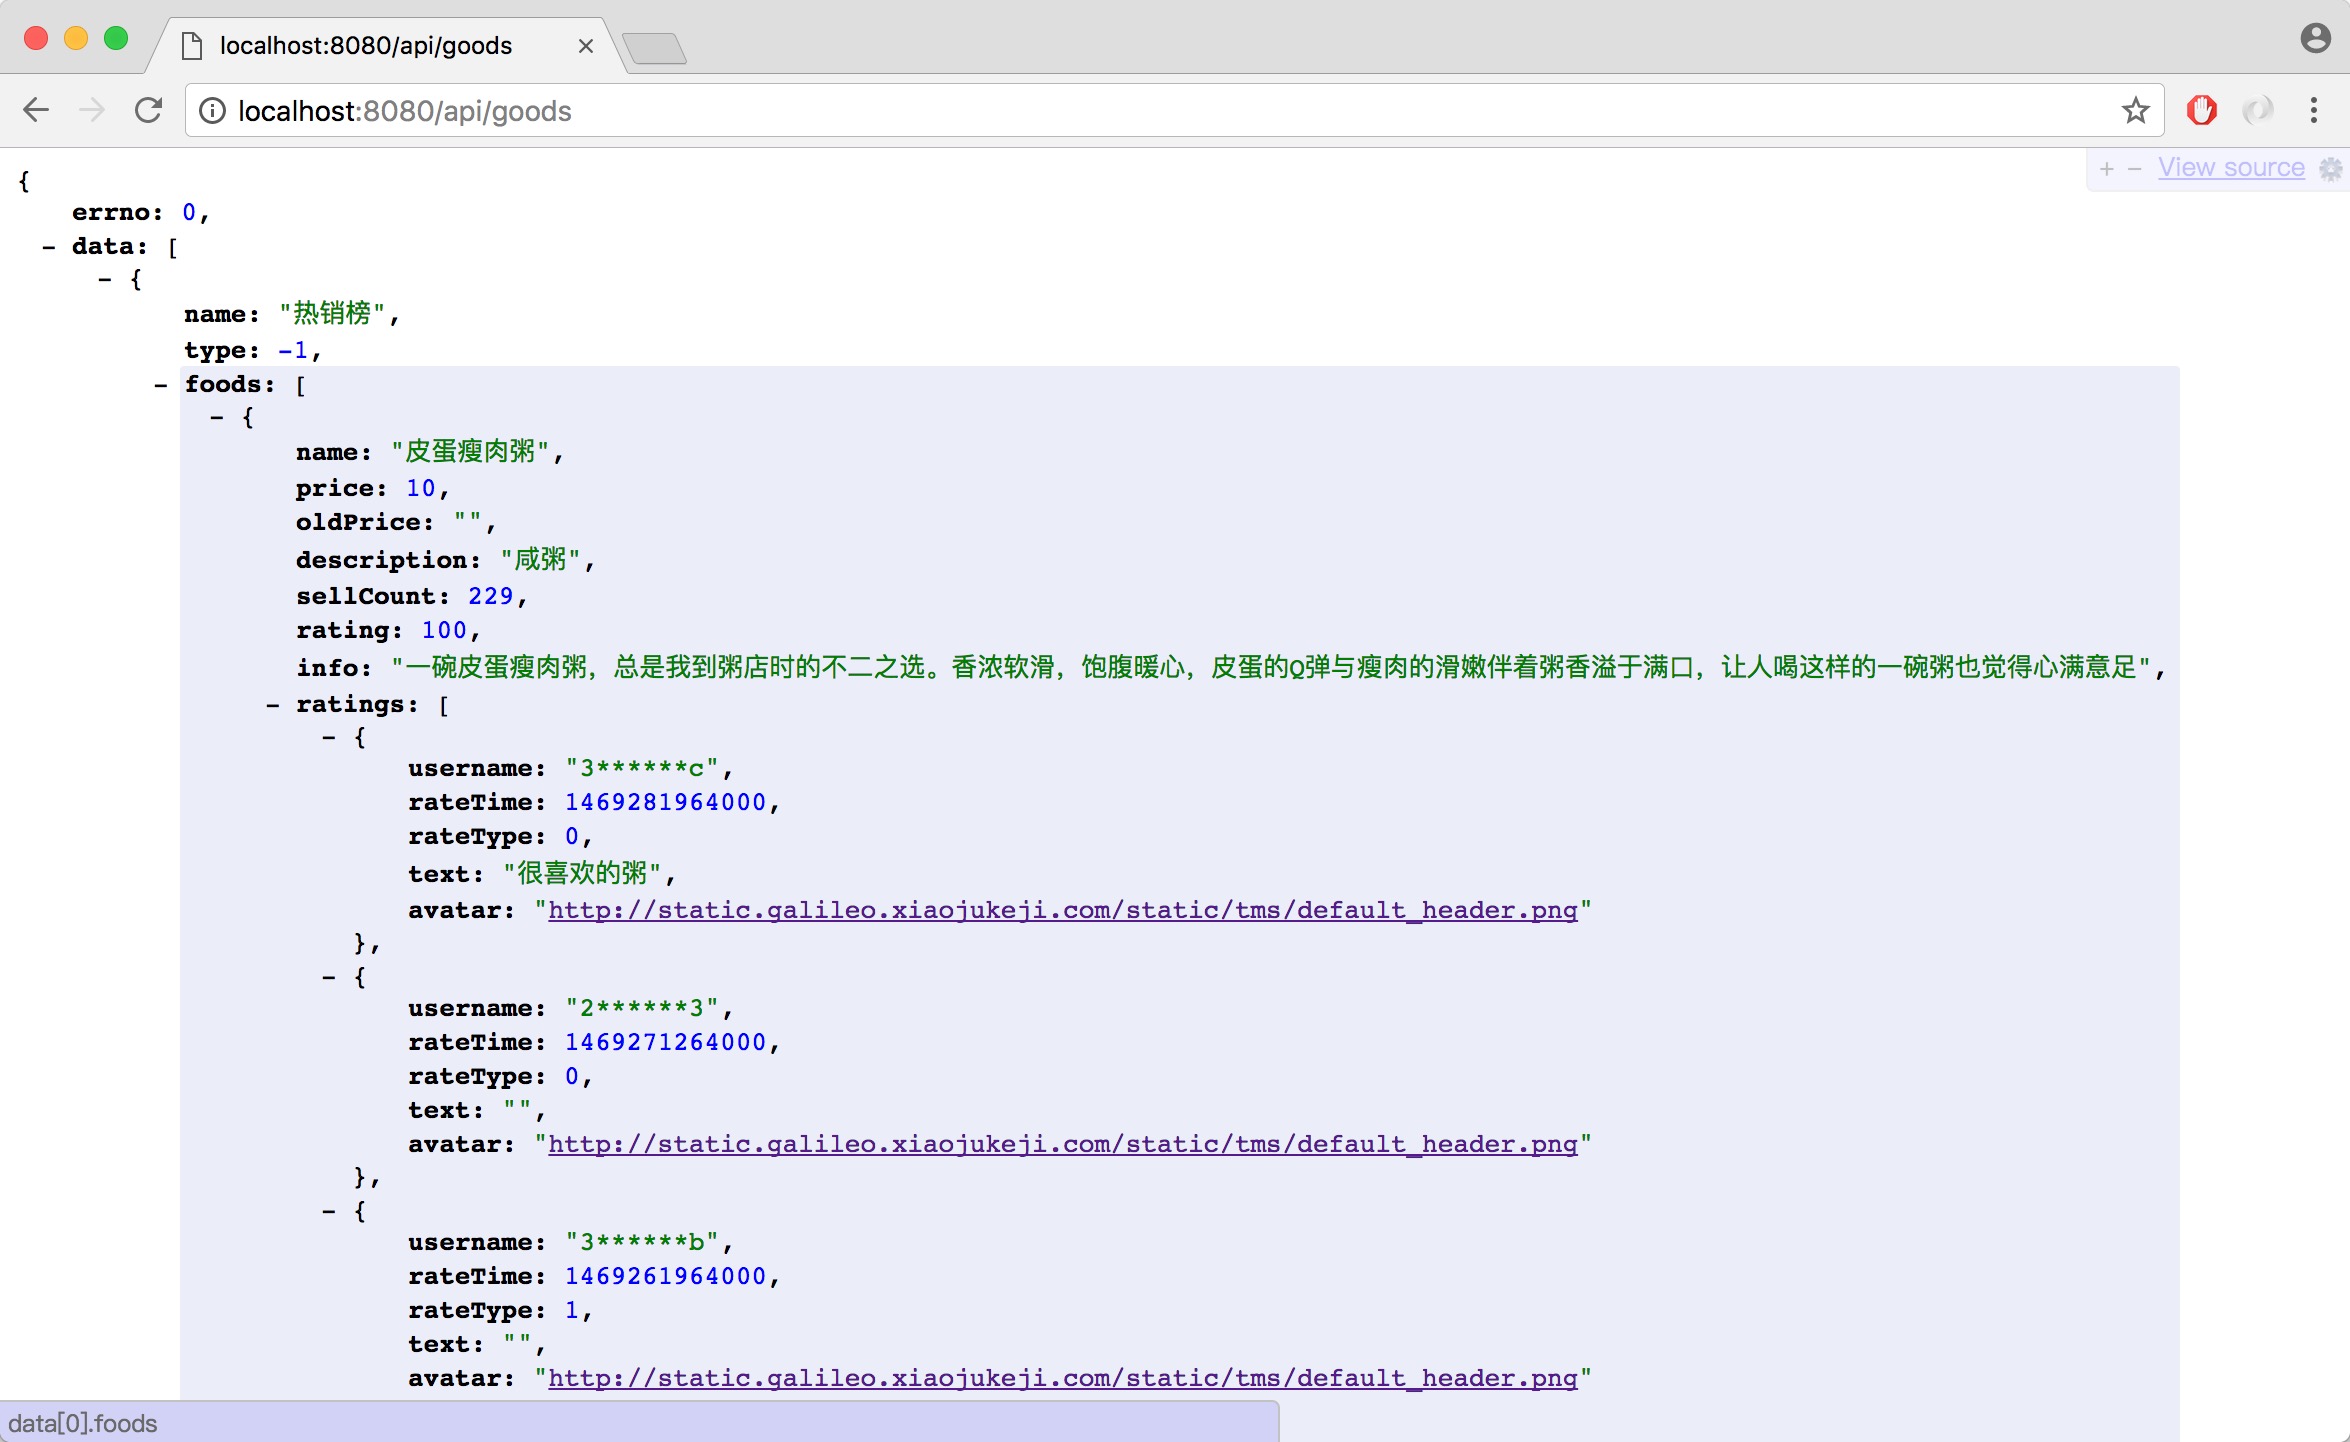 localhost:8080/api/goods
localhost:8080/api/goods
+ - View source
{
errno: 0,
- data: [
- {
name: "热销榜",
type: -1,
- foods: [
- {
name: "皮蛋瘦肉粥",
price: 10,
oldPrice: "",
description: "咸粥",
sellCount: 229,
rating: 100,
info: "一碗皮蛋瘦肉粥，总是我到粥店时的不二之选。香浓软滑，饱腹暖心，皮蛋的Q弹与瘦肉的滑嫩伴着粥香溢于满口，让人喝这样的一碗粥也觉得心满意足",
- ratings: [
- {
username: "3******c",
rateTime: 1469281964000,
rateType: 0,
text: "很喜欢的粥",
avatar: "http://static.galileo.xiaojukeji.com/static/tms/default_header.png"
},
- {
username: "2******3",
rateTime: 1469271264000,
rateType: 0,
text: "",
avatar: "http://static.galileo.xiaojukeji.com/static/tms/default_header.png"
},
- {
username: "3******b",
rateTime: 1469261964000,
rateType: 1,
text: "",
avatar: "http://static.galileo.xiaojukeji.com/static/tms/default_header.png"
data[0].foods